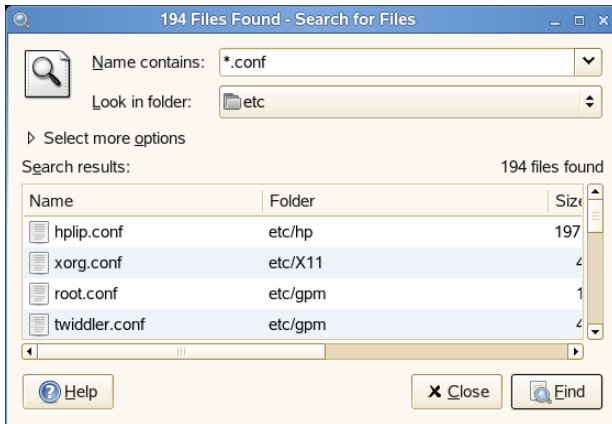 194 Files Found - Search for Files
Name contains: *.conf
Look in folder: etc
Select more options
Search results: 194 files found
Name Folder Size
hplip.conf etc/hp 197
xorg.conf etc/X11 4
root.conf etc/gpm 1
twiddler.conf etc/gpm 4
Help Close Find